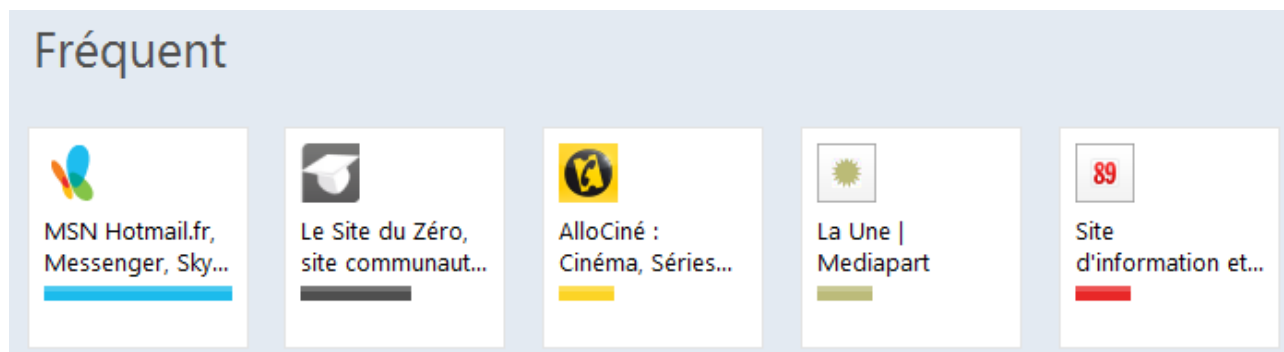 Fréquent
MSN Hotmail.fr,
Messenger, Sky...
Le Site du Zéro,
site communaut...
AlloCiné :
Cinéma, Séries...
La Une |
Mediapart
89
Site
d'information et...